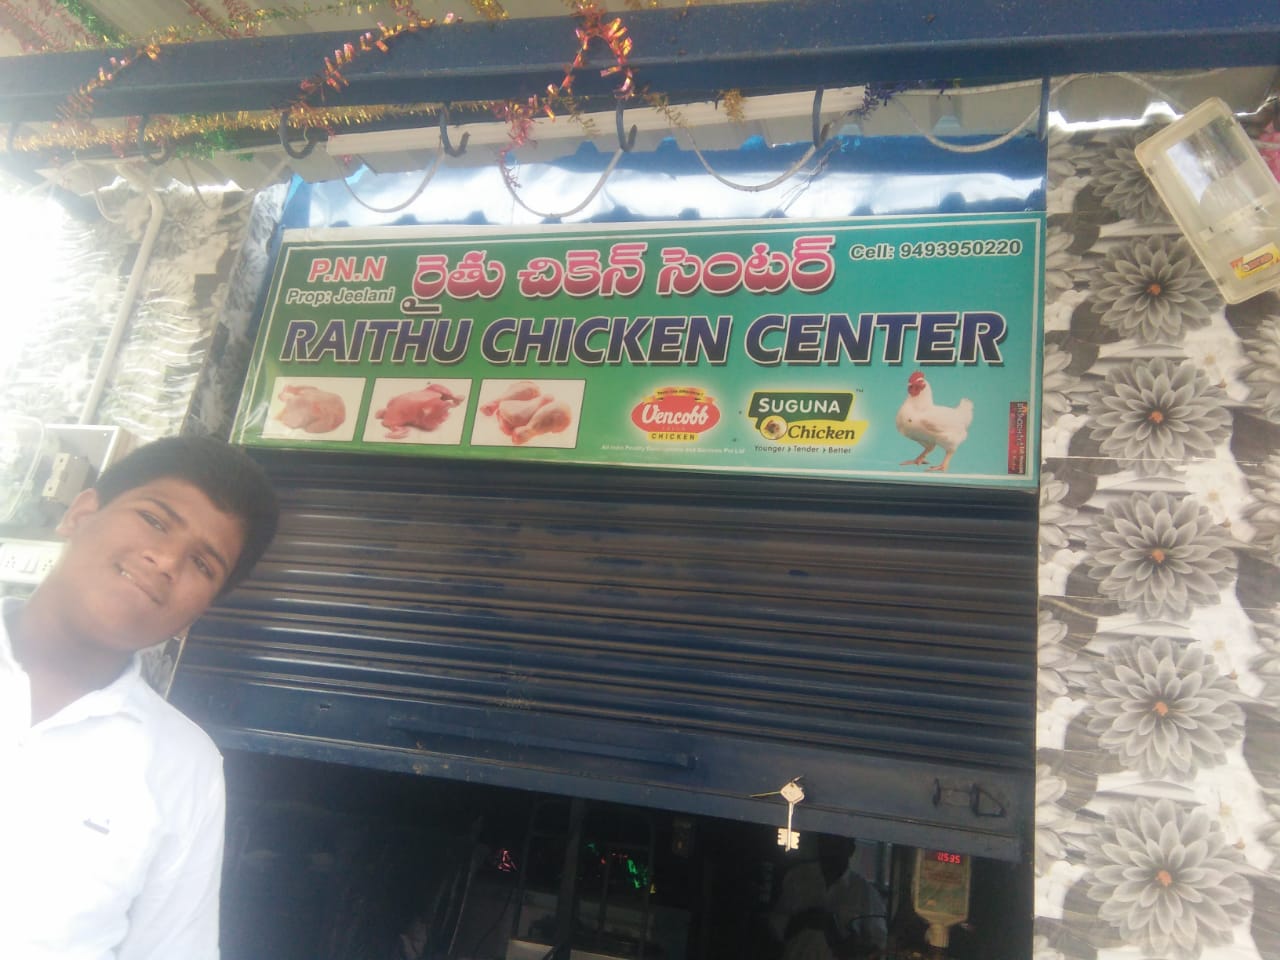 P.N.N
Prop: Jeelani
రైతు చికెన్ సెంటర్
Cell: 9493950220
RAITHU CHICKEN CENTER
Vencobb
CHICKEN
SUGUNA
Chicken
Younger › Tender › Better